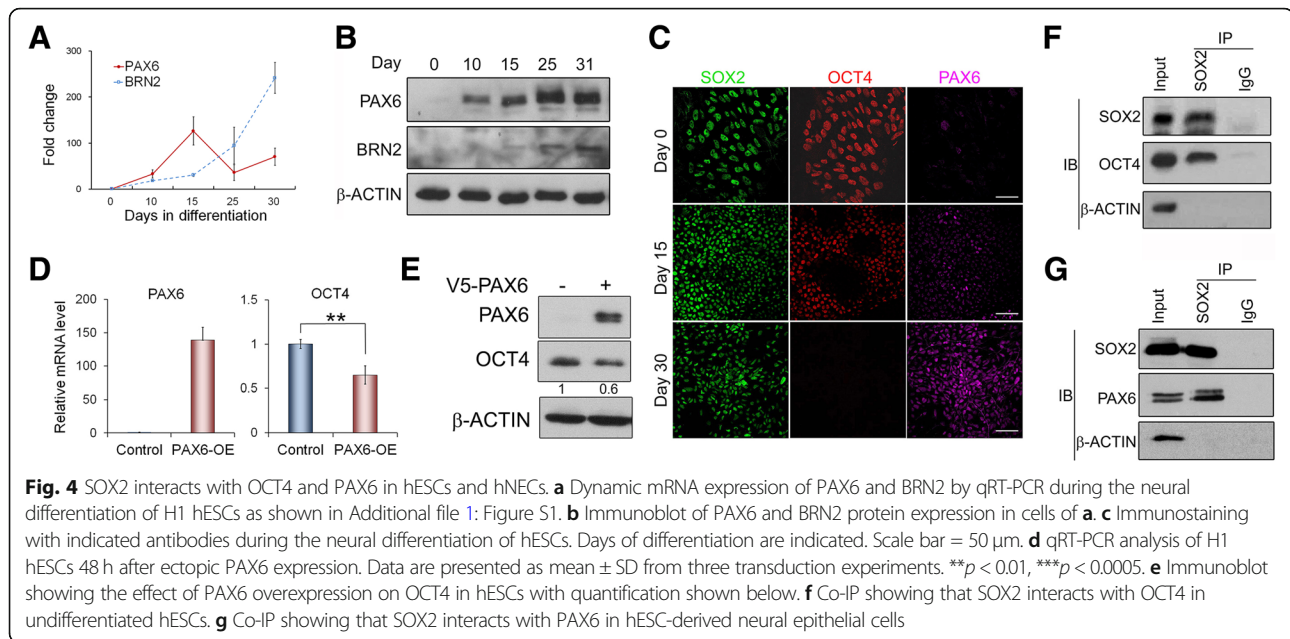 A
PAX6
BRN2
Fold change
300
200
100
0
0 10 15 25 30
Days in differentiation
B
Day 0 10 15 25 31
PAX6
BRN2
β-ACTIN
C
SOX2 OCT4 PAX6
Day 0
Day 15
Day 30
D
PAX6 OCT4
Relative mRNA level
200
150
100
50
0
1.5
1
0.5
0
**
Control PAX6-OE Control PAX6-OE
E
V5-PAX6 - +
PAX6
OCT4
1 0.6
β-ACTIN
F
IP
Input SOX2 IgG
IB
SOX2
OCT4
β-ACTIN
G
IP
Input SOX2 IgG
IB
SOX2
PAX6
β-ACTIN
Fig. 4 SOX2 interacts with OCT4 and PAX6 in hESCs and hNECs. a Dynamic mRNA expression of PAX6 and BRN2 by qRT-PCR during the neural
differentiation of H1 hESCs as shown in Additional file 1: Figure S1. b Immunoblot of PAX6 and BRN2 protein expression in cells of a. c Immunostaining
with indicated antibodies during the neural differentiation of hESCs. Days of differentiation are indicated. Scale bar = 50 μm. d qRT-PCR analysis of H1
hESCs 48 h after ectopic PAX6 expression. Data are presented as mean ± SD from three transduction experiments. **p < 0.01, ***p < 0.0005. e Immunoblot
showing the effect of PAX6 overexpression on OCT4 in hESCs with quantification shown below. f Co-IP showing that SOX2 interacts with OCT4 in
undifferentiated hESCs. g Co-IP showing that SOX2 interacts with PAX6 in hESC-derived neural epithelial cells